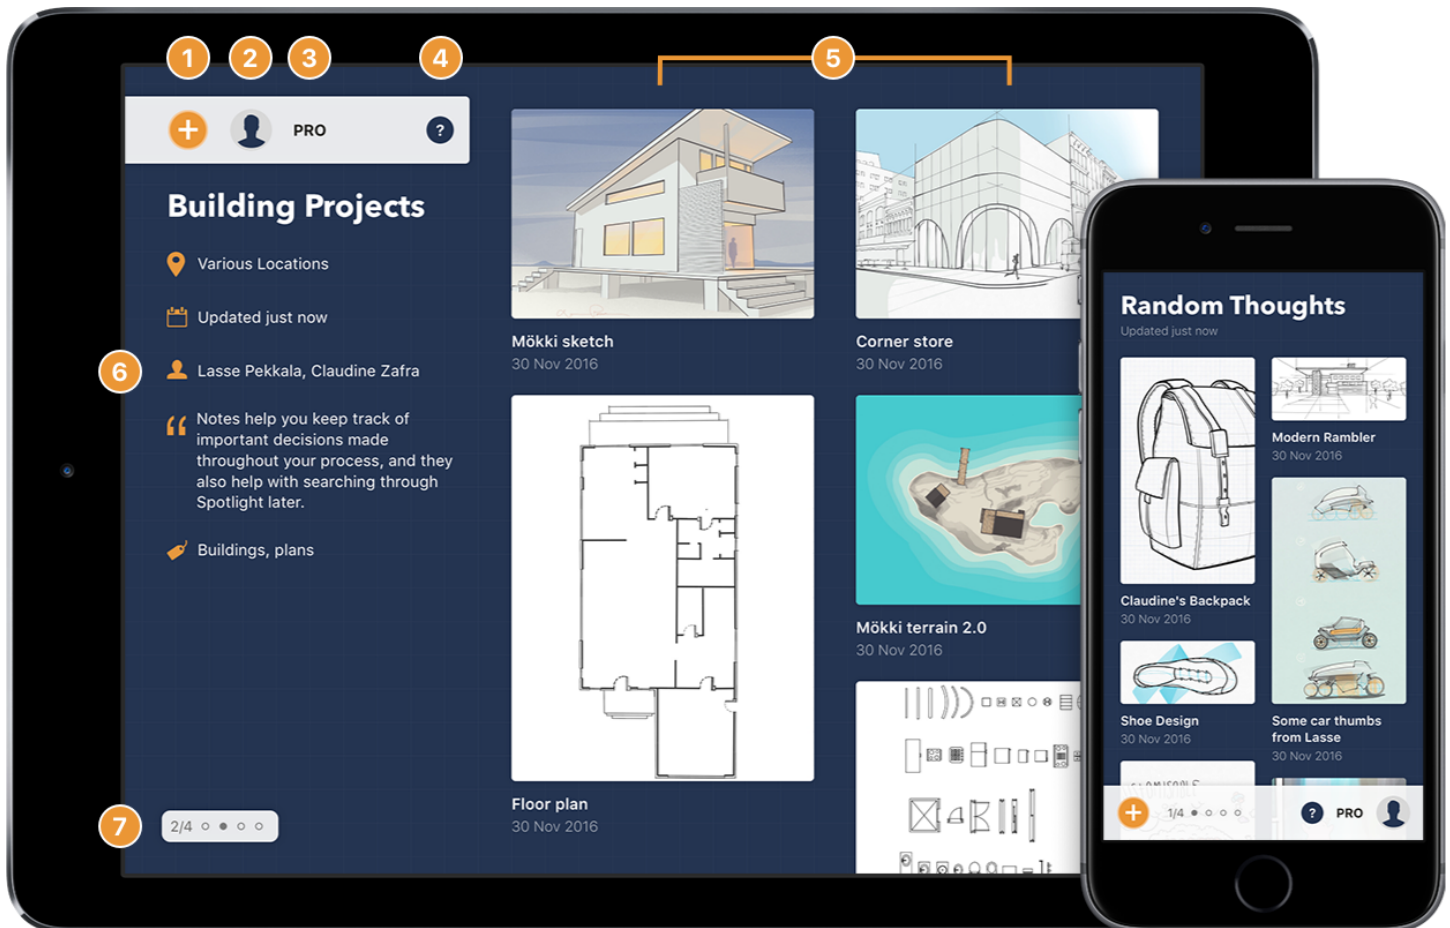 1
2
3
4
5
PRO
?
Building Projects
Various Locations
Updated just now
6
Lasse Pekkala, Claudine Zafra
Notes help you keep track of
important decisions made
throughout your process, and they
also help with searching through
Spotlight later.
Buildings, plans
7
2/4
Mökki sketch
30 Nov 2016
Corner store
30 Nov 2016
Floor plan
30 Nov 2016
Mökki terrain 2.0
30 Nov 2016
Random Thoughts
Updated just now
Claudine's Backpack
30 Nov 2016
Modern Rambler
30 Nov 2016
Shoe Design
30 Nov 2016
Some car thumbs
from Lasse
30 Nov 2016
1/4
?
PRO